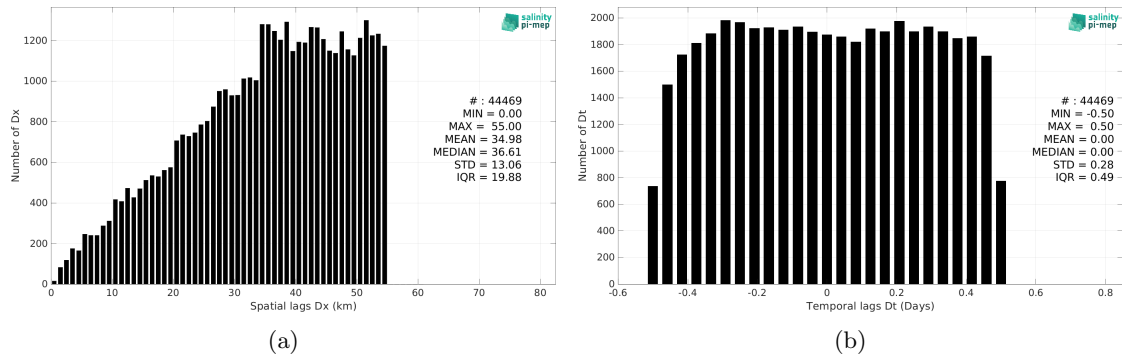 salinity
pi-mep
1200
1000
800
600
400
200
0
Number of Dx
# : 44469
MIN = 0.00
MAX = 55.00
MEAN = 34.98
MEDIAN = 36.61
STD = 13.06
IQR = 19.88
0 10 20 30 40 50 60 70 80
Spatial lags Dx (km)
(a)
salinity
pi-mep
2000
1800
1600
1400
1200
1000
800
600
400
200
0
Number of Dt
# : 44469
MIN = -0.50
MAX = 0.50
MEAN = 0.00
MEDIAN = 0.00
STD = 0.28
IQR = 0.49
-0.6 -0.4 -0.2 0 0.2 0.4 0.6 0.8
Temporal lags Dt (Days)
(b)